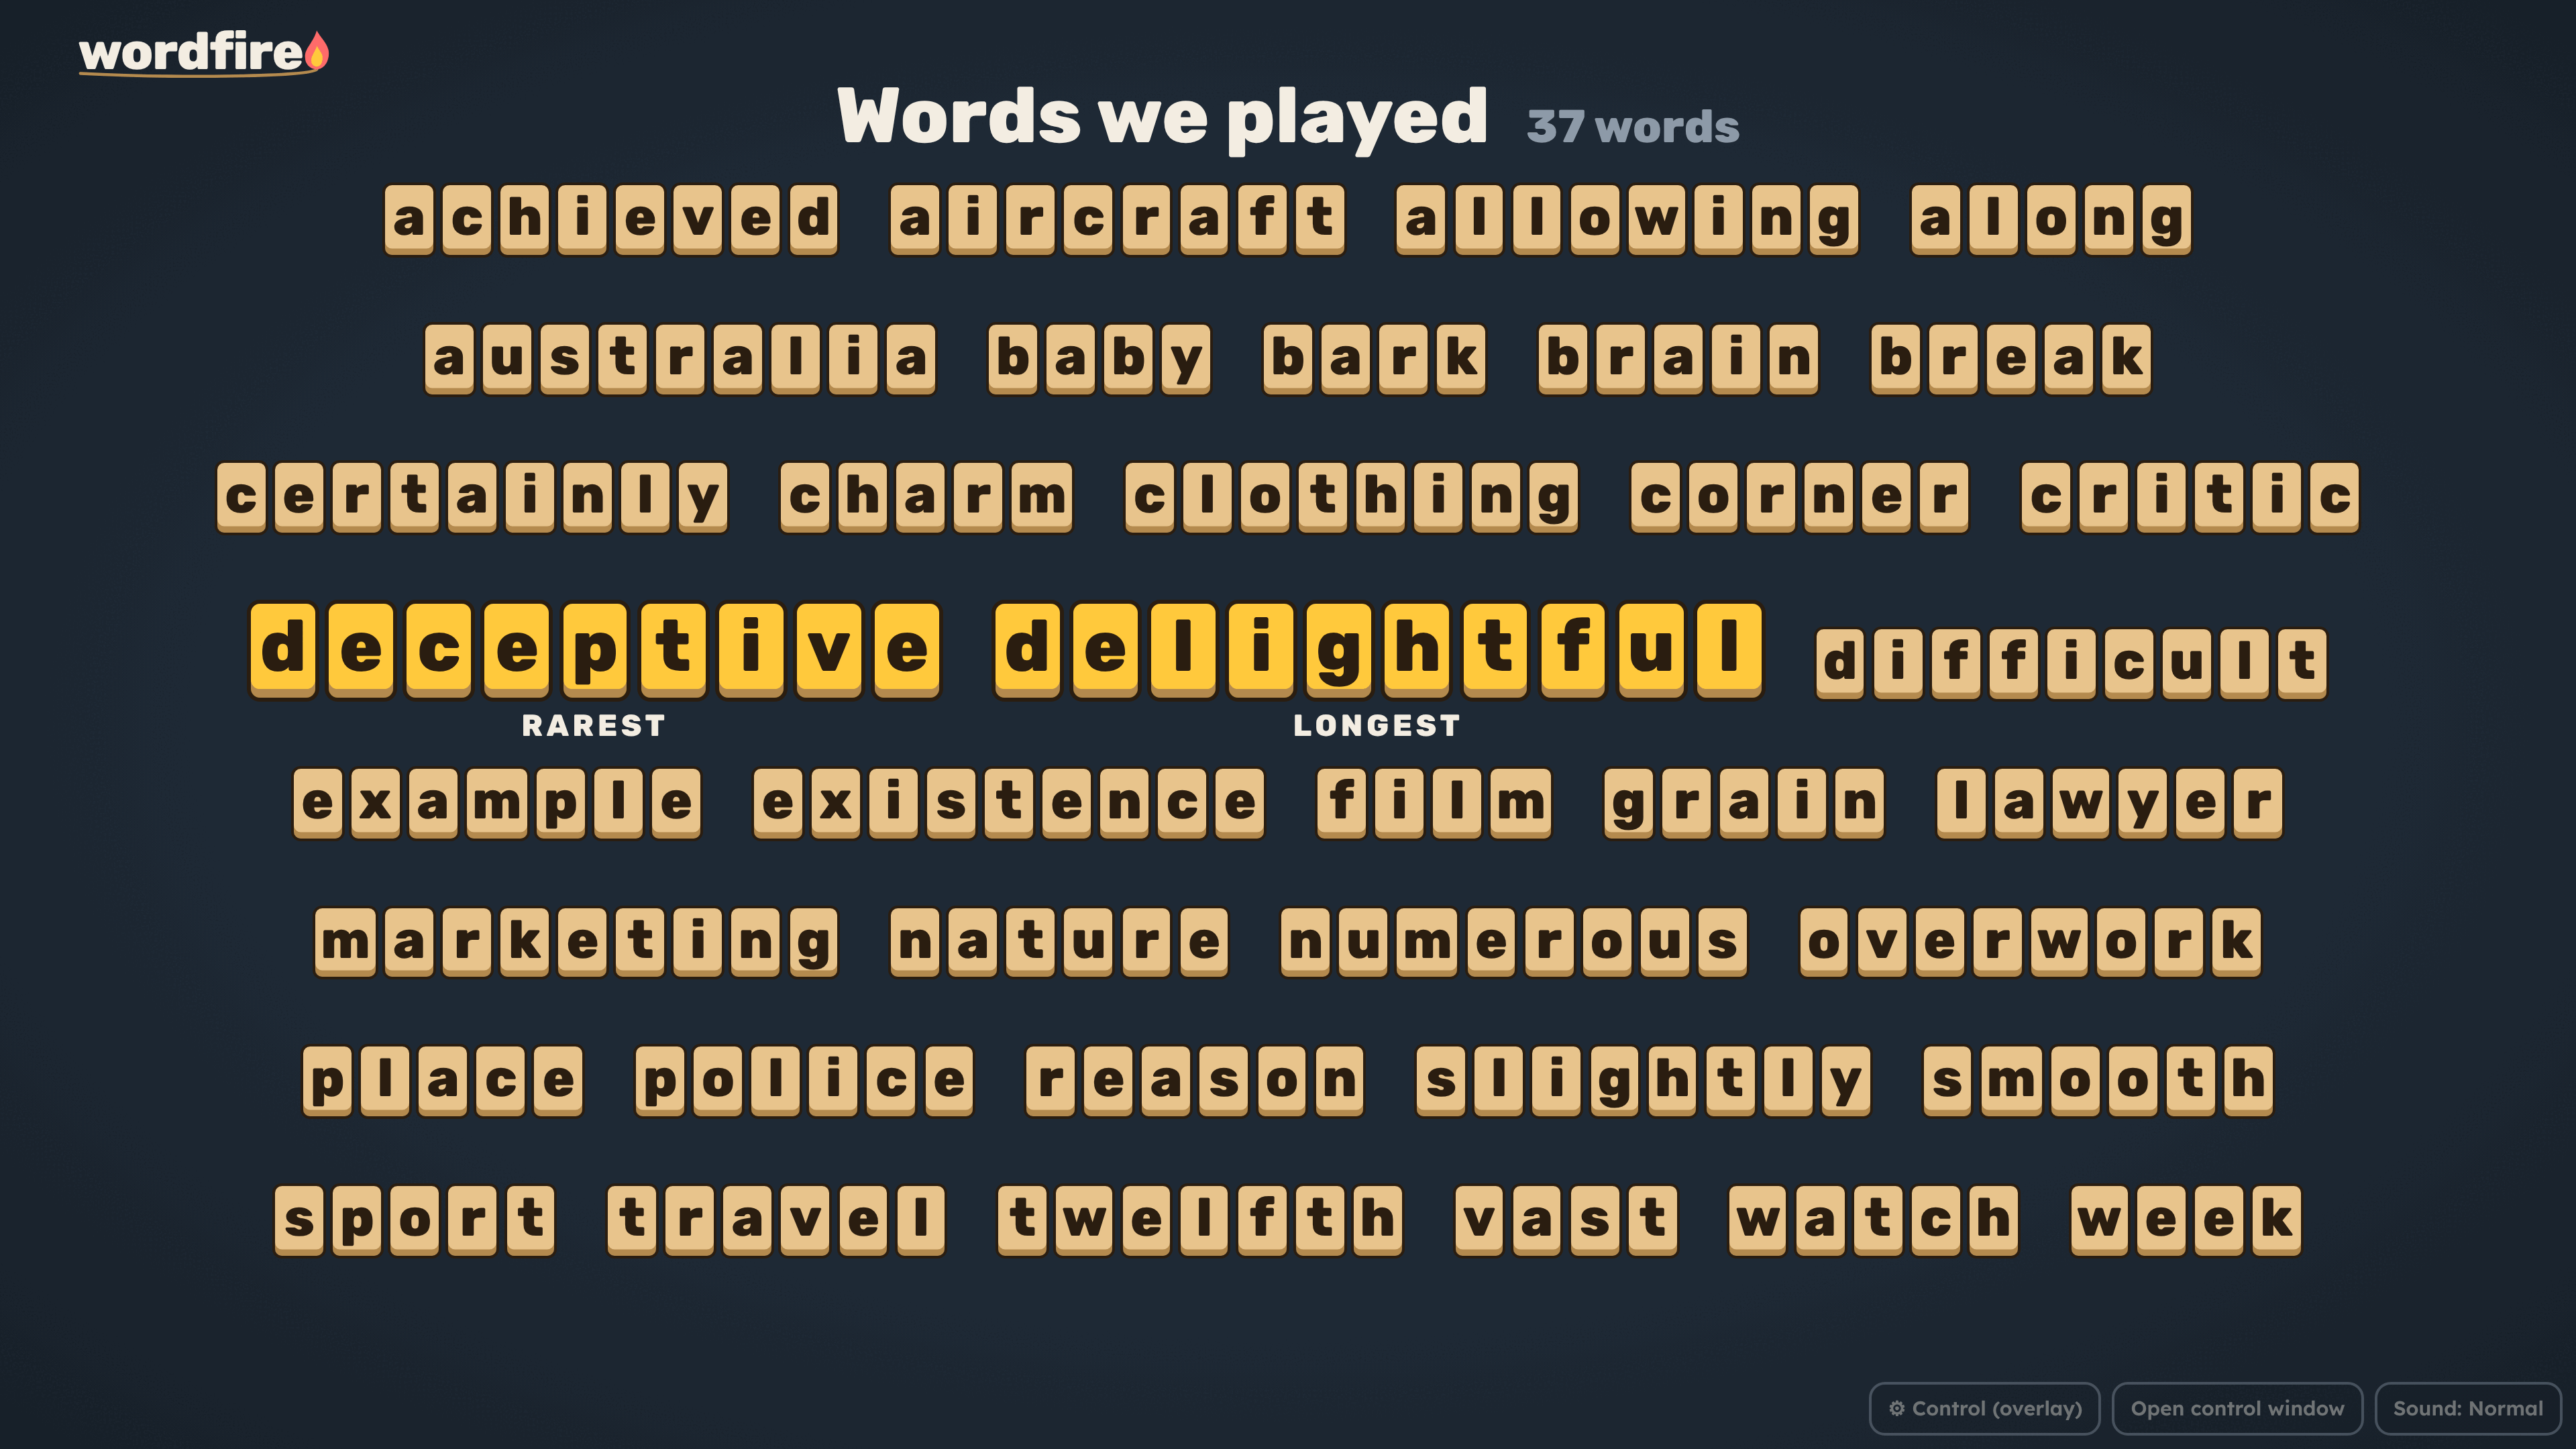 wordfire
Words we played 37 words
achieved aircraft allowing along
australia baby bark brain break
certainly charm clothing corner critic
deceptive delightful difficult
RAREST LONGEST
example existence film grain lawyer
marketing nature numerous overwork
place police reason slightly smooth
sport travel twelfth vast watch week
⚙ Control (overlay) Open control window Sound: Normal